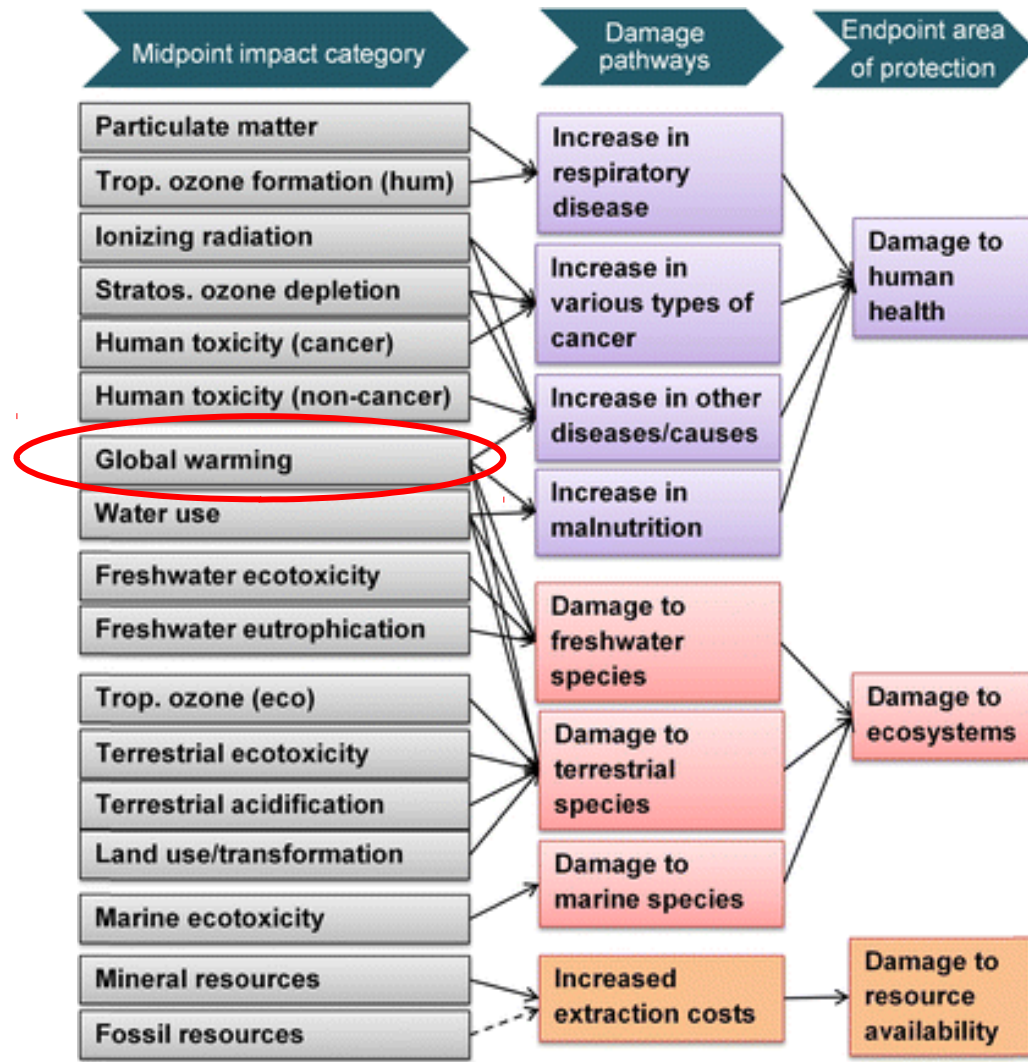 Midpoint impact category
Damage
pathways
Endpoint area
of protection
Particulate matter
Trop. ozone formation (hum)
Ionizing radiation
Stratos. ozone depletion
Human toxicity (cancer)
Human toxicity (non-cancer)
Global warming
Water use
Freshwater ecotoxicity
Freshwater eutrophication
Trop. ozone (eco)
Terrestrial ecotoxicity
Terrestrial acidification
Land use/transformation
Marine ecotoxicity
Mineral resources
Fossil resources
Increase in
respiratory
disease
Increase in
various types of
cancer
Increase in other
diseases/causes
Increase in
malnutrition
Damage to
freshwater
species
Damage to
terrestrial
species
Damage to
marine species
Increased
extraction costs
Damage to
human
health
Damage to
ecosystems
Damage to
resource
availability